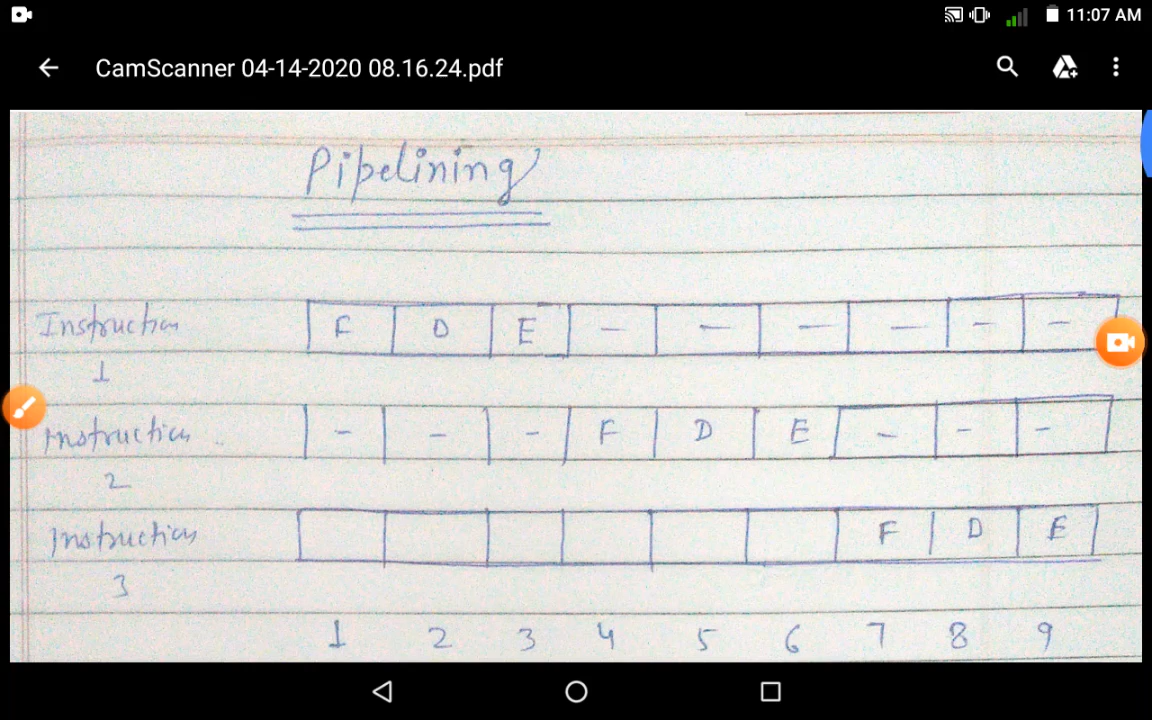 11:07 AM
CamScanner 04-14-2020 08.16.24.pdf
Pipelining
Instruction 1 F D E - - - - - -
Instruction 2 - - - F D E - - -
Instruction 3 F D E
1 2 3 4 5 6 7 8 9